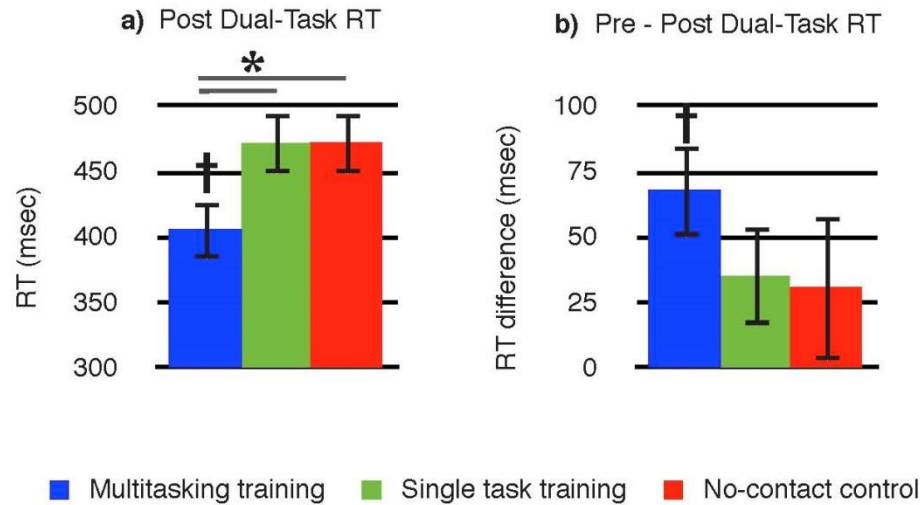 a) Post Dual-Task RT
*
500
450
400
350
300
RT (msec)
†
b) Pre - Post Dual-Task RT
100
75
50
25
0
RT difference (msec)
†
Multitasking training
Single task training
No-contact control